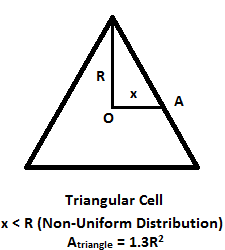 R
x
A
O
Triangular Cell
x < R (Non-Uniform Distribution)
Atriangle = 1.3R²